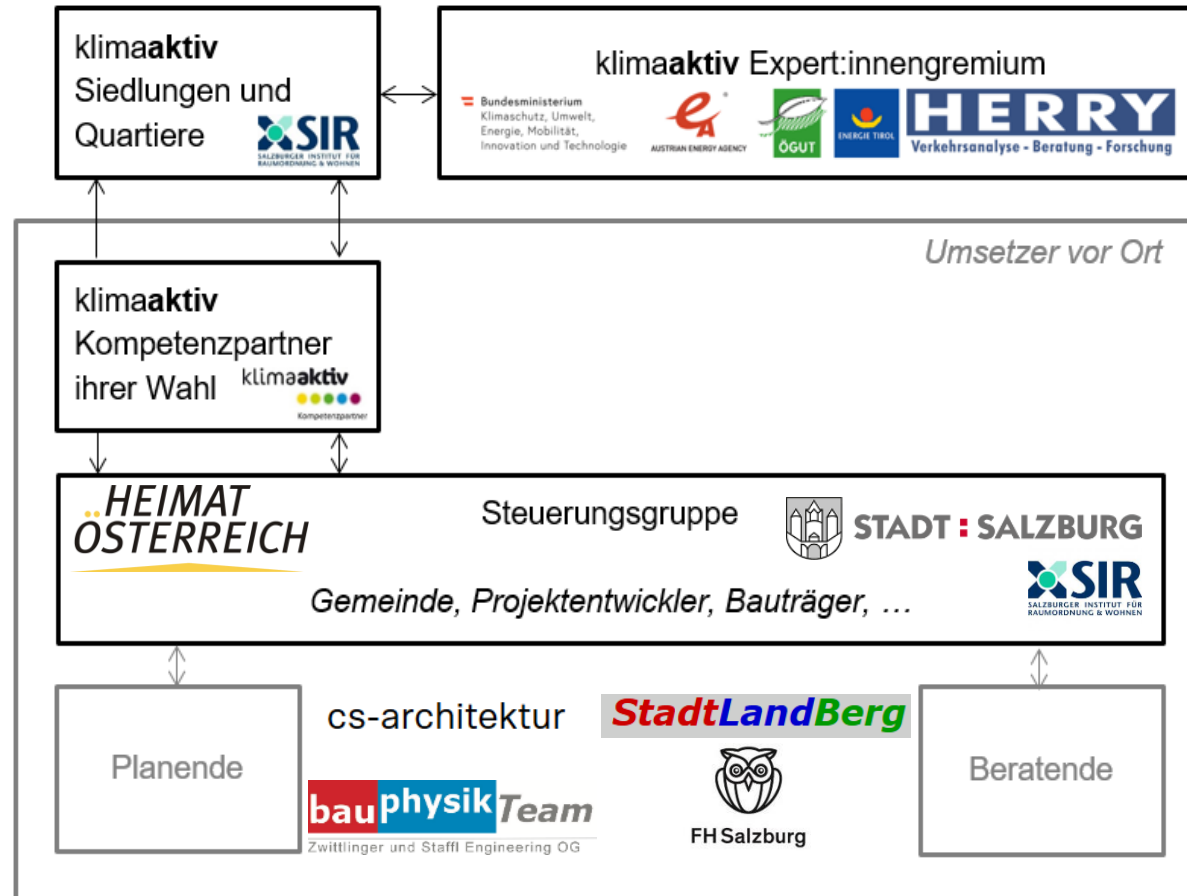 klimaaktiv
Siedlungen und
Quartiere
SIR
SALZBURGER INSTITUT FÜR
RAUMORDNUNG & WOHNEN
klimaaktiv Expert:innengremium
Bundesministerium
Klimaschutz, Umwelt,
Energie, Mobilität,
Innovation und Technologie
eA
AUSTRIAN ENERGY AGENCY
ÖGUT
ENERGIE TIROL
HERRY
Verkehrsanalyse - Beratung - Forschung
Umsetzer vor Ort
klimaaktiv
Kompetenzpartner
ihrer Wahl
klimaaktiv
Kompetenzpartner
HEIMAT
ÖSTERREICH
Steuerungsgruppe
STADT : SALZBURG
SIR
SALZBURGER INSTITUT FÜR
RAUMORDNUNG & WOHNEN
Gemeinde, Projektentwickler, Bauträger, …
Planende
cs-architektur
StadtLandBerg
bauphysikTeam
Zwittlinger und Staffl Engineering OG
FH Salzburg
Beratende